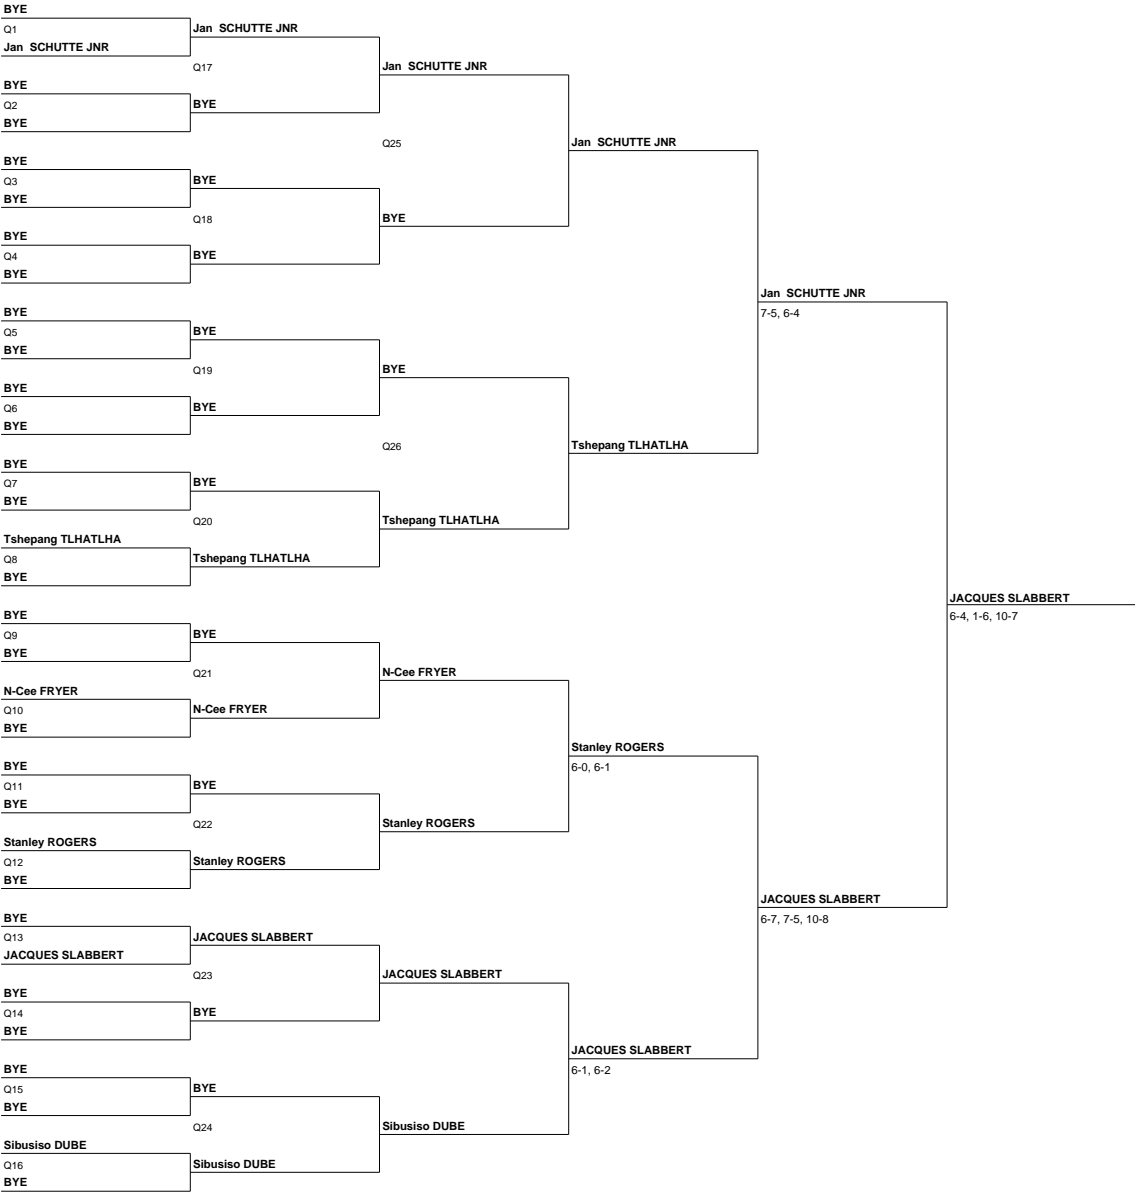 BYE
Q1
Jan SCHUTTE JNR
BYE
Q2
BYE
BYE
Q3
BYE
BYE
Q4
BYE
BYE
Q5
BYE
BYE
Q6
BYE
BYE
Q7
BYE
Tshepang TLHATLHA
Q8
BYE
BYE
Q9
BYE
N-Cee FRYER
Q10
BYE
BYE
Q11
BYE
Stanley ROGERS
Q12
BYE
BYE
Q13
JACQUES SLABBERT
BYE
Q14
BYE
BYE
Q15
BYE
Sibusiso DUBE
Q16
BYE
Jan SCHUTTE JNR
Q17
BYE
BYE
Q18
BYE
BYE
Q19
BYE
BYE
Q20
Tshepang TLHATLHA
BYE
Q21
N-Cee FRYER
BYE
Q22
Stanley ROGERS
JACQUES SLABBERT
Q23
BYE
BYE
Q24
Sibusiso DUBE
Jan SCHUTTE JNR
Q25
BYE
BYE
Q26
Tshepang TLHATLHA
N-Cee FRYER
Stanley ROGERS
JACQUES SLABBERT
Sibusiso DUBE
Jan SCHUTTE JNR
Tshepang TLHATLHA
Stanley ROGERS
6-0, 6-1
JACQUES SLABBERT
6-1, 6-2
Jan SCHUTTE JNR
7-5, 6-4
JACQUES SLABBERT
6-7, 7-5, 10-8
JACQUES SLABBERT
6-4, 1-6, 10-7